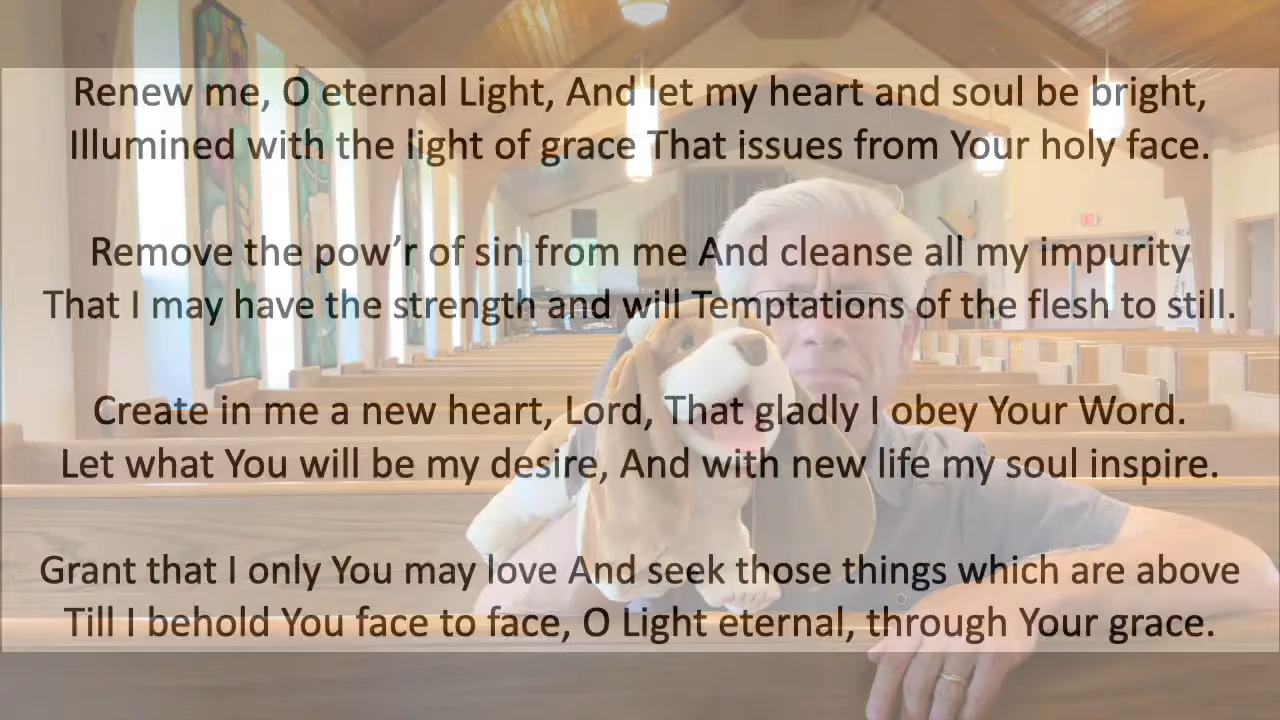 Renew me, O eternal Light, And let my heart and soul be bright,
Illumined with the light of grace That issues from Your holy face.
Remove the pow’r of sin from me And cleanse all my impurity
That I may have the strength and will Temptations of the flesh to still.
Create in me a new heart, Lord, That gladly I obey Your Word.
Let what You will be my desire, And with new life my soul inspire.
Grant that I only You may love And seek those things which are above
Till I behold You face to face, O Light eternal, through Your grace.